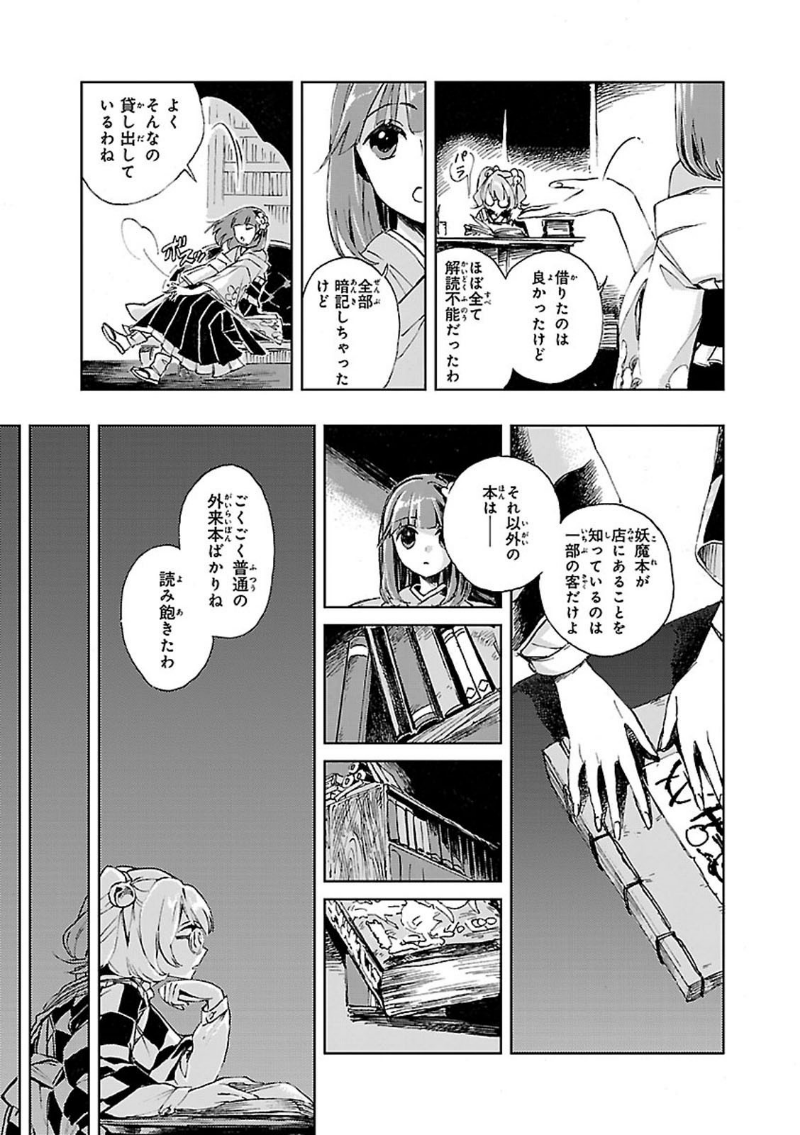 借りたのは
良かったけど
ほぼ全て
解読不能だったわ
パラ
全部
暗記しちゃった
けど
よく
そんなの
貸し出して
いるわね
ボスッ
妖魔本が
店にあることを
知っているのは
一部の客だけよ
それ以外の
本は――
ごくごく普通の
外来本ばかりね
読み飽きたわ